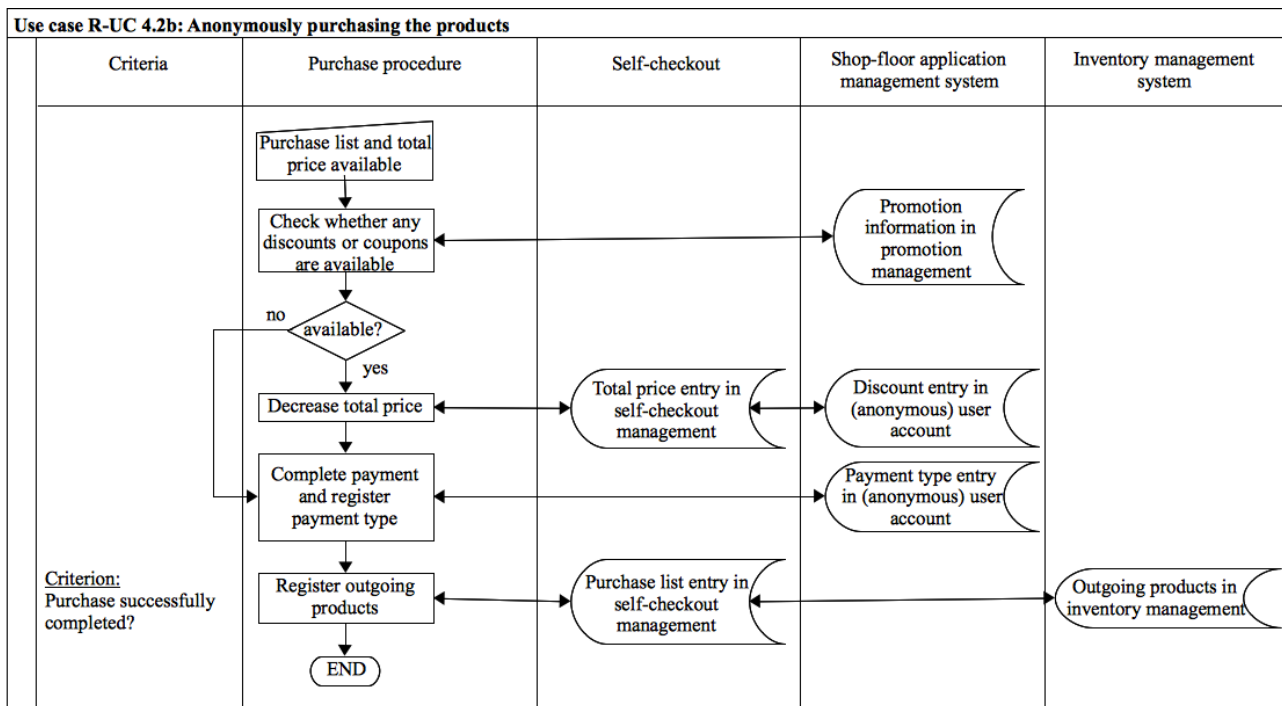 Use case R-UC 4.2b: Anonymously purchasing the products
Criteria
Purchase procedure
Self-checkout
Shop-floor application
management system
Inventory management
system
Purchase list and total
price available
Check whether any
discounts or coupons
are available
Promotion
information in
promotion
management
no
available?
yes
Decrease total price
Total price entry in
self-checkout
management
Discount entry in
(anonymous) user
account
Complete payment
and register
payment type
Payment type entry
in (anonymous) user
account
Criterion:
Purchase successfully
completed?
Register outgoing
products
Purchase list entry in
self-checkout
management
Outgoing products in
inventory management
END